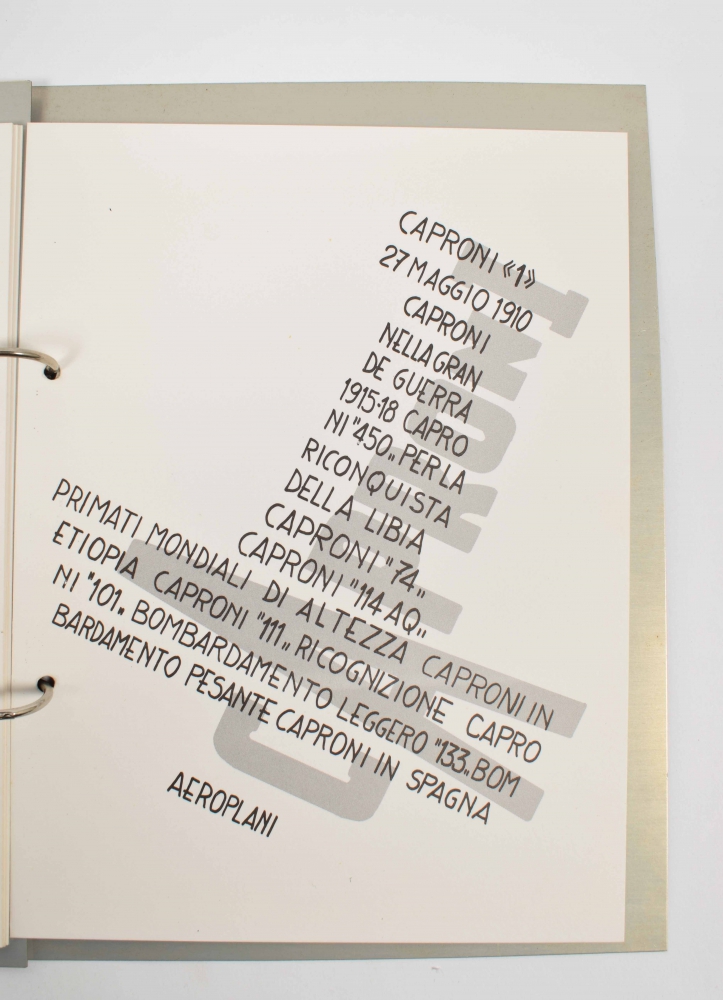 CAPRONI «1»
27 MAGGIO 1910
CAPRONI
NELLA GRAN
DE GUERRA
1915·18 CAPRO
NI "450„ PER LA
RICONQUISTA
DELLA LIBIA
CAPRONI "74„
CAPRONI "114 AQ„
PRIMATI MONDIALI DI ALTEZZA CAPRONI IN
ETIOPIA CAPRONI "111„ RICOGNIZIONE CAPRO
NI "101„ BOMBARDAMENTO LEGGERO "133„ BOM
BARDAMENTO PESANTE CAPRONI IN SPAGNA
AEROPLANI
CAPRONI